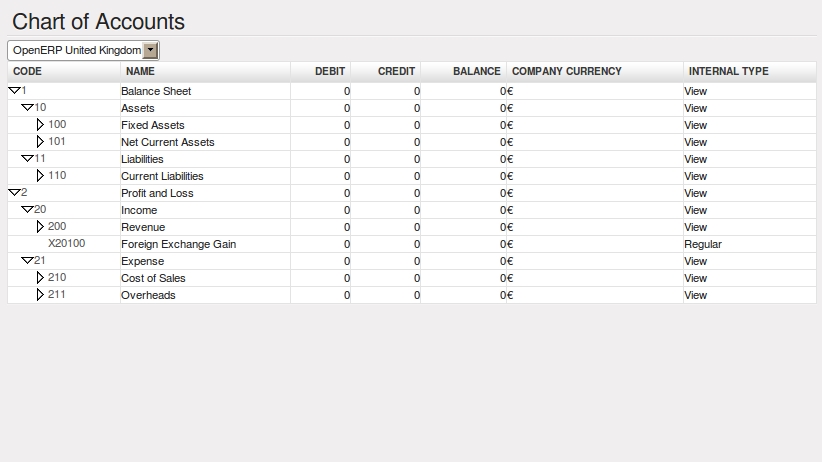 Chart of Accounts
OpenERP United Kingdom
CODE NAME DEBIT CREDIT BALANCE COMPANY CURRENCY INTERNAL TYPE
1 Balance Sheet 0 0 0 € View
10 Assets 0 0 0 € View
100 Fixed Assets 0 0 0 € View
101 Net Current Assets 0 0 0 € View
11 Liabilities 0 0 0 € View
110 Current Liabilities 0 0 0 € View
2 Profit and Loss 0 0 0 € View
20 Income 0 0 0 € View
200 Revenue 0 0 0 € View
X20100 Foreign Exchange Gain 0 0 0 € Regular
21 Expense 0 0 0 € View
210 Cost of Sales 0 0 0 € View
211 Overheads 0 0 0 € View